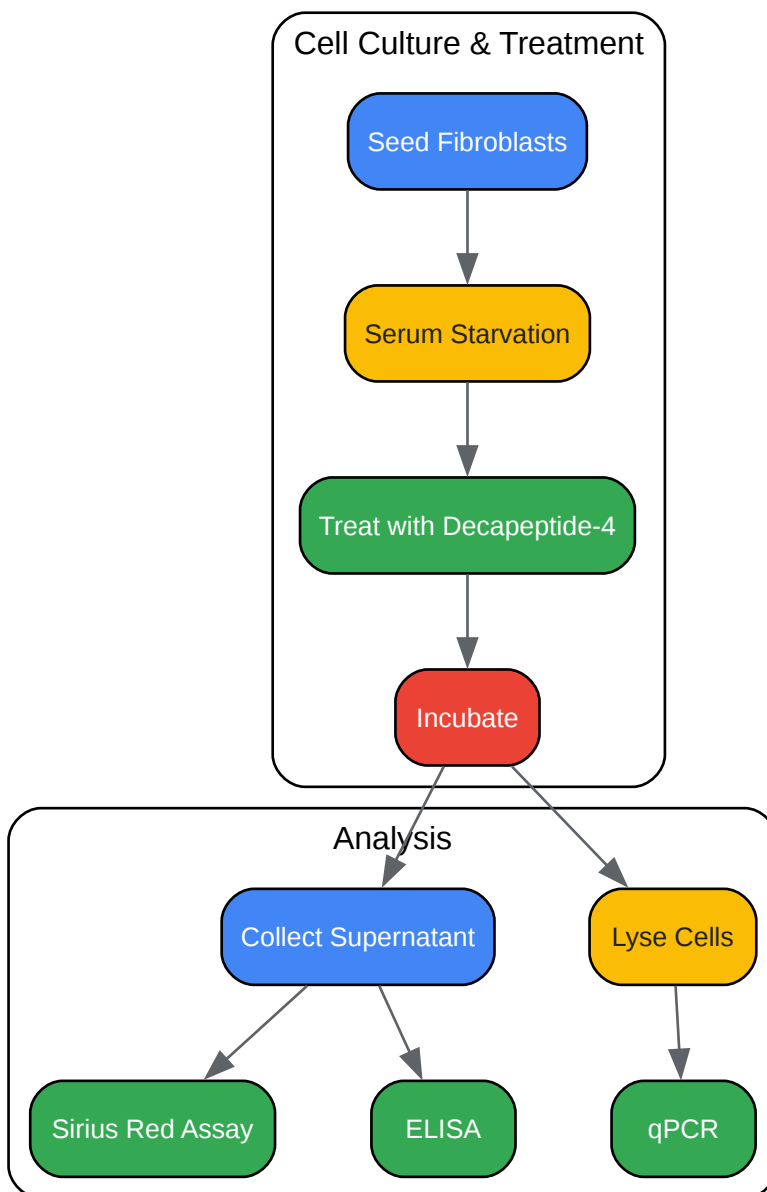 Cell Culture & Treatment
Seed Fibroblasts
Serum Starvation
Treat with Decapeptide-4
Incubate
Analysis
Collect Supernatant
Lyse Cells
Sirius Red Assay
ELISA
qPCR